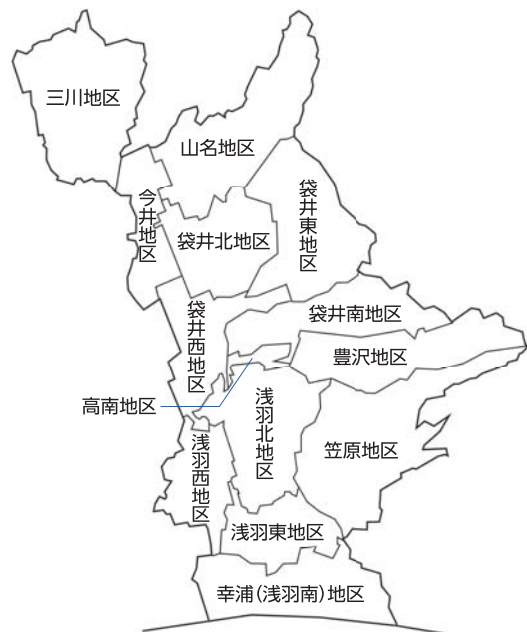 三川地区
山名地区
今井地区
袋井北地区
袋井東地区
袋井西地区
袋井南地区
豊沢地区
高南地区
浅羽北地区
浅羽西地区
笠原地区
浅羽東地区
幸浦(浅羽南)地区